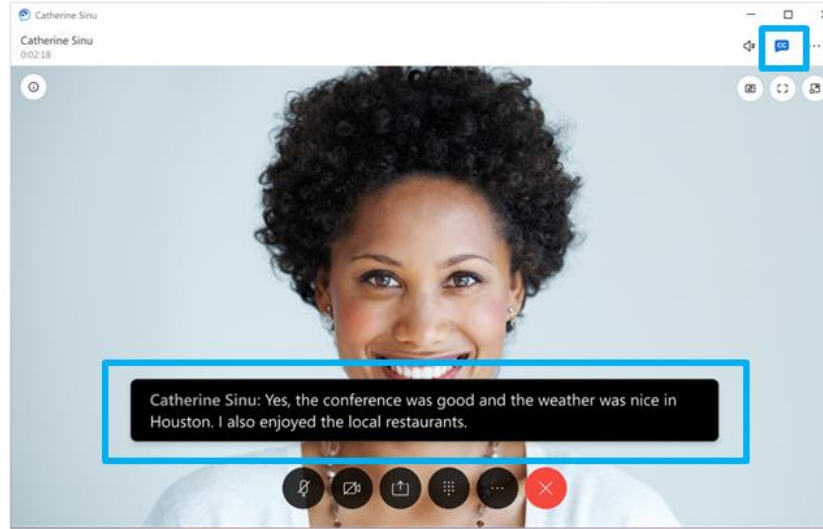 Catherine Sinu
Catherine Sinu
0:02:18
CC
Catherine Sinu: Yes, the conference was good and the weather was nice in
Houston. I also enjoyed the local restaurants.